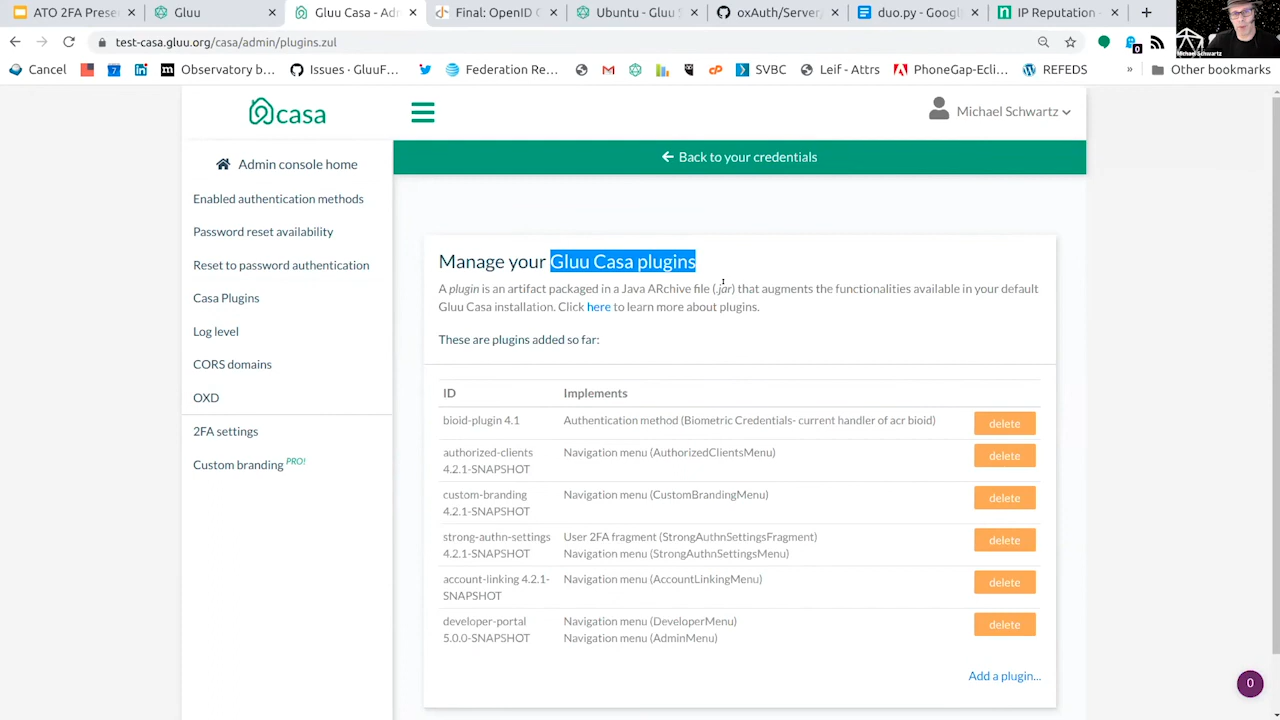 ATO 2FA Prese
Gluu
Gluu Casa - Adm
Final: OpenID C
Ubuntu - Gluu S
oxAuth/Server/
duo.py - Googl
IP Reputation -
test-casa.gluu.org/casa/admin/plugins.zul
0
Michael Schwartz
Cancel
Observatory b...
Issues · GluuF...
Federation Re...
SVBC
Leif - Attrs
PhoneGap-Ecli...
REFEDS
»
Other bookmarks
casa
Michael Schwartz
Back to your credentials
Admin console home
Enabled authentication methods
Password reset availability
Reset to password authentication
Casa Plugins
Log level
CORS domains
OXD
2FA settings
Custom branding PRO!
Manage your Gluu Casa plugins
A plugin is an artifact packaged in a Java ARchive file (.jar) that augments the functionalities available in your default
Gluu Casa installation. Click here to learn more about plugins.
These are plugins added so far:
ID Implements
bioid-plugin 4.1 Authentication method (Biometric Credentials- current handler of acr bioid) delete
authorized-clients Navigation menu (AuthorizedClientsMenu) delete
4.2.1-SNAPSHOT
custom-branding Navigation menu (CustomBrandingMenu) delete
4.2.1-SNAPSHOT
strong-authn-settings User 2FA fragment (StrongAuthnSettingsFragment) delete
4.2.1-SNAPSHOT Navigation menu (StrongAuthnSettingsMenu)
account-linking 4.2.1- Navigation menu (AccountLinkingMenu) delete
SNAPSHOT
developer-portal Navigation menu (DeveloperMenu) delete
5.0.0-SNAPSHOT Navigation menu (AdminMenu)
Add a plugin...
0